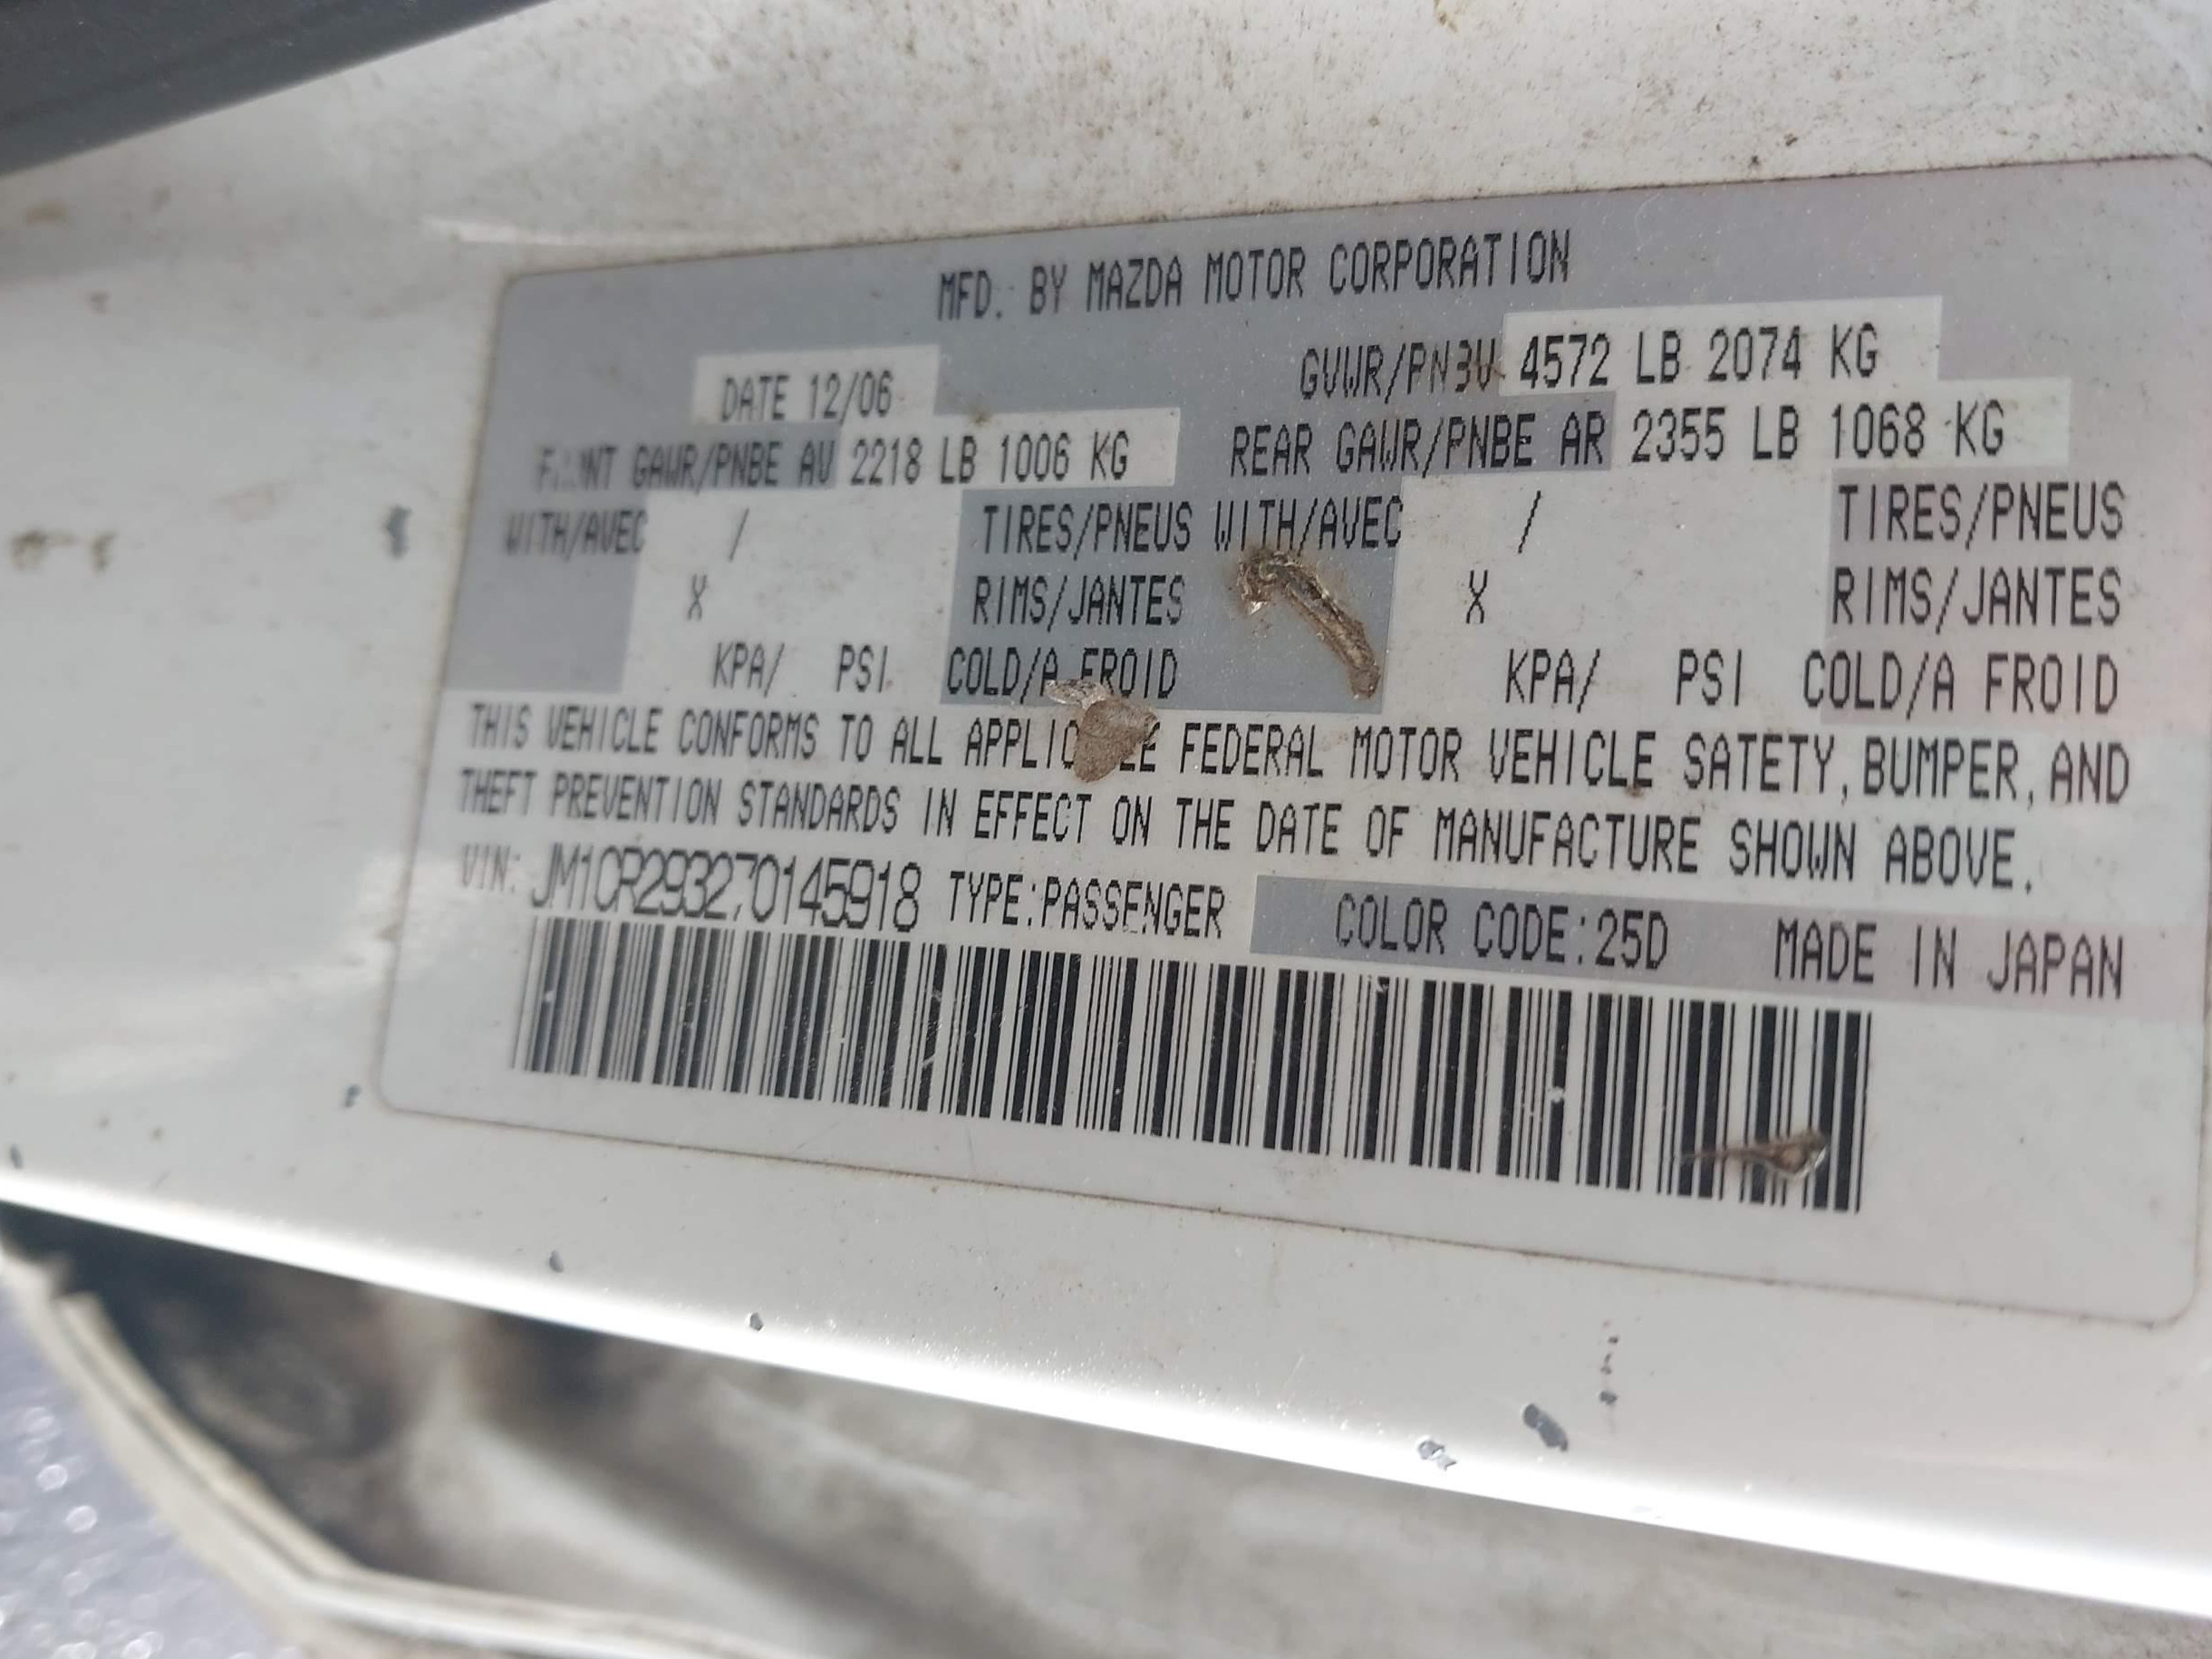 MFD. BY MAZDA MOTOR CORPORATION
DATE 12/06 GVWR/PNBV 4572 LB 2074 KG
FRONT GAWR/PNBE AV 2218 LB 1006 KG REAR GAWR/PNBE AR 2355 LB 1068 KG
WITH/AVEC / TIRES/PNEUS WITH/AVEC / TIRES/PNEUS
X RIMS/JANTES X RIMS/JANTES
KPA/ PSI COLD/A FROID KPA/ PSI COLD/A FROID
THIS VEHICLE CONFORMS TO ALL APPLICABLE FEDERAL MOTOR VEHICLE SATETY, BUMPER, AND
THEFT PREVENTION STANDARDS IN EFFECT ON THE DATE OF MANUFACTURE SHOWN ABOVE.
VIN: JM1CR293270145918 TYPE: PASSENGER COLOR CODE: 25D MADE IN JAPAN